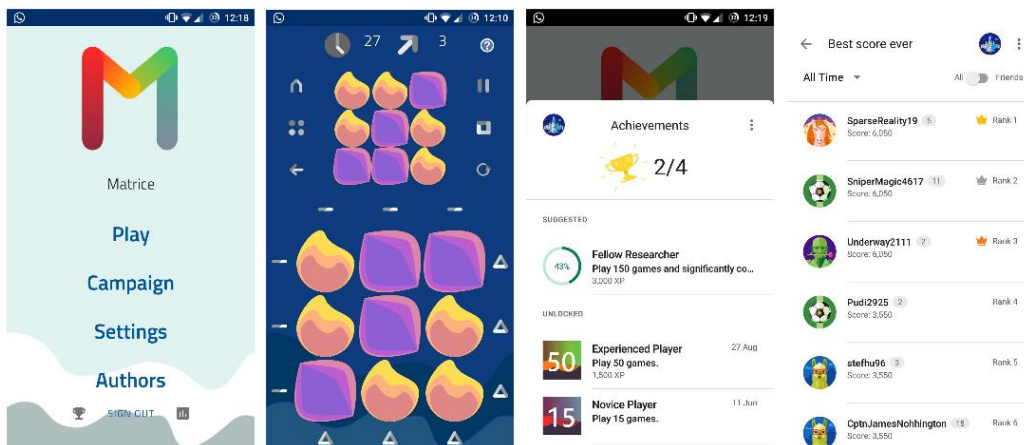 12:18
Matrice
Play
Campaign
Settings
Authors
SIGN OUT
12:10
27
3
12:19
Achievements
2/4
SUGGESTED
43%
Fellow Researcher
Play 150 games and significantly co...
3,000 XP
UNLOCKED
50
Experienced Player
27 Aug
Play 50 games.
1,500 XP
15
Novice Player
11 Jun
Play 15 games.
Best score ever
All Time
All
Friends
SparseReality19 5
Rank 1
Score: 6,050
SniperMagic4617 11
Rank 2
Score: 6,050
Underway2111 2
Rank 3
Score: 6,050
Pudi2925 2
Rank 4
Score: 3,550
stefhu96 3
Rank 5
Score: 3,550
CptnJamesNohhington 15
Rank 6
Score: 3,550